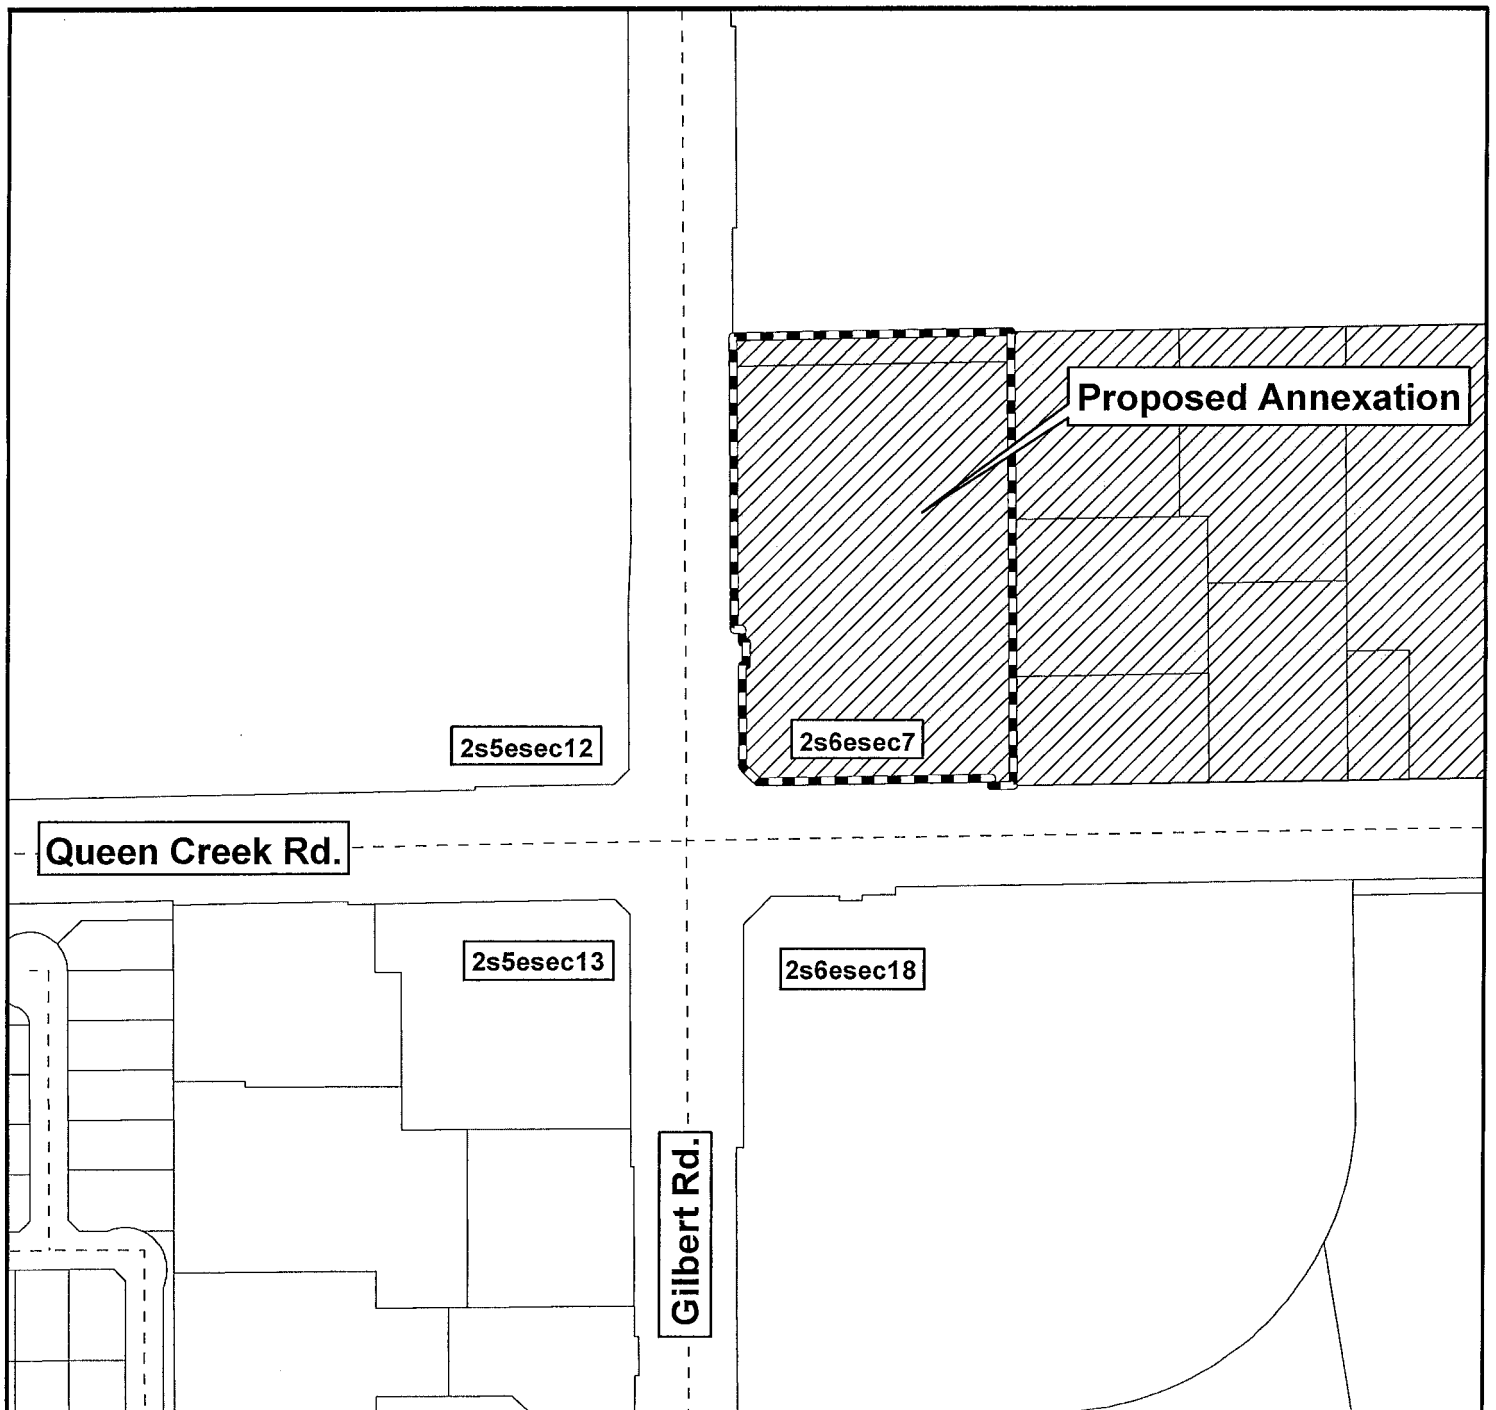 Proposed Annexation
2s5esec12
2s6esec7
Queen Creek Rd.
2s5esec13
2s6esec18
Gilbert Rd.